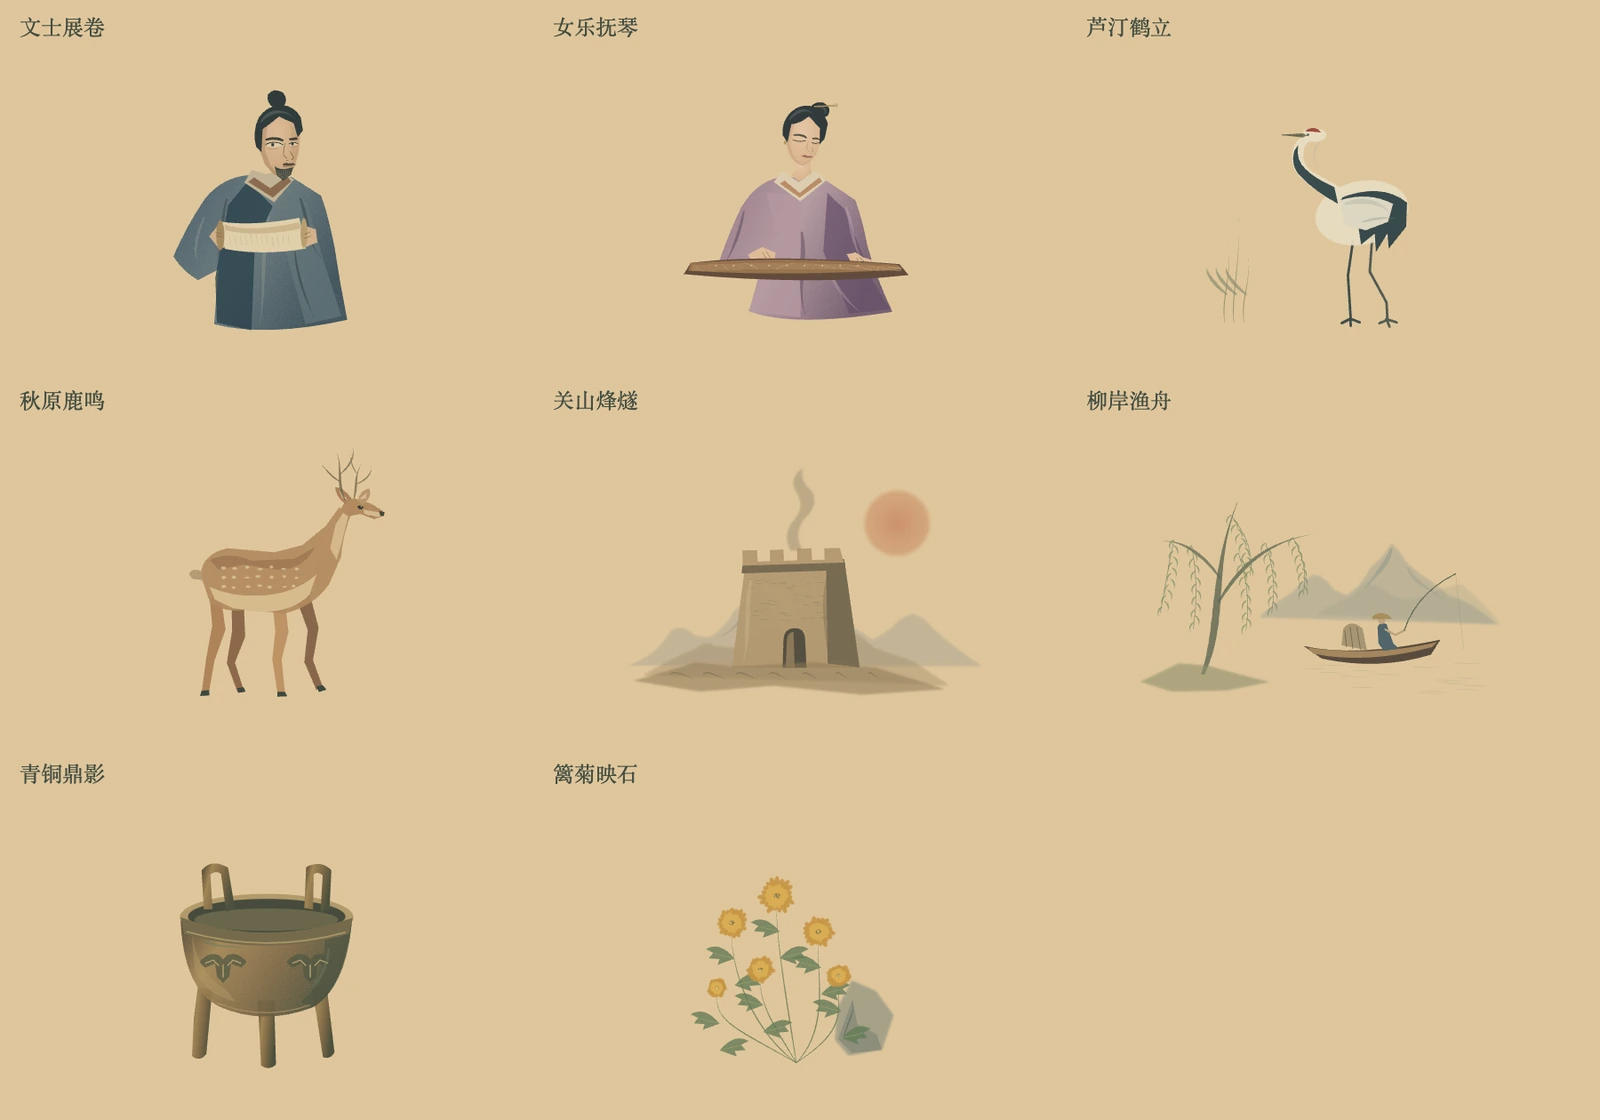 文士展卷
女乐抚琴
芦汀鹤立
秋原鹿鸣
关山烽燧
柳岸渔舟
青铜鼎影
篱菊映石